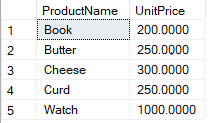 ProductName UnitPrice
1 Book 200.0000
2 Butter 250.0000
3 Cheese 300.0000
4 Curd 250.0000
5 Watch 1000.0000